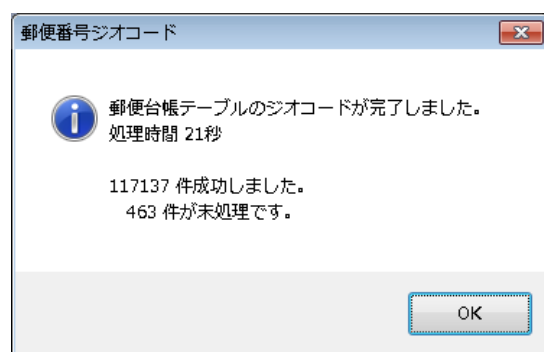 郵便番号ジオコード
郵便台帳テーブルのジオコードが完了しました。
処理時間 21秒
117137 件成功しました。
463 件が未処理です。
OK